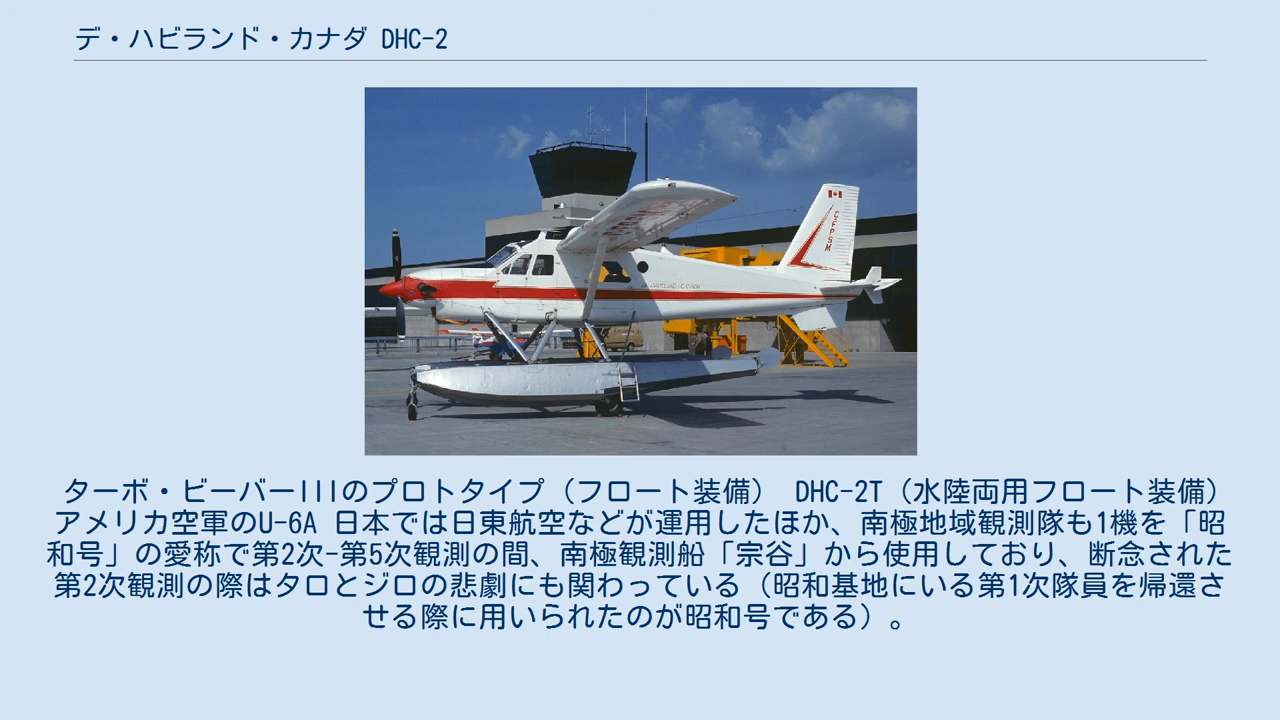 デ・ハビランド・カナダ DHC-2
C-FPSM
DE HAVILLAND CANADA
ターボ・ビーバーIIIのプロトタイプ（フロート装備） DHC-2T（水陸両用フロート装備）
アメリカ空軍のU-6A 日本では日東航空などが運用したほか、南極地域観測隊も1機を「昭
和号」の愛称で第2次-第5次観測の間、南極観測船「宗谷」から使用しており、断念された
第2次観測の際はタロとジロの悲劇にも関わっている（昭和基地にいる第1次隊員を帰還さ
せる際に用いられたのが昭和号である）。